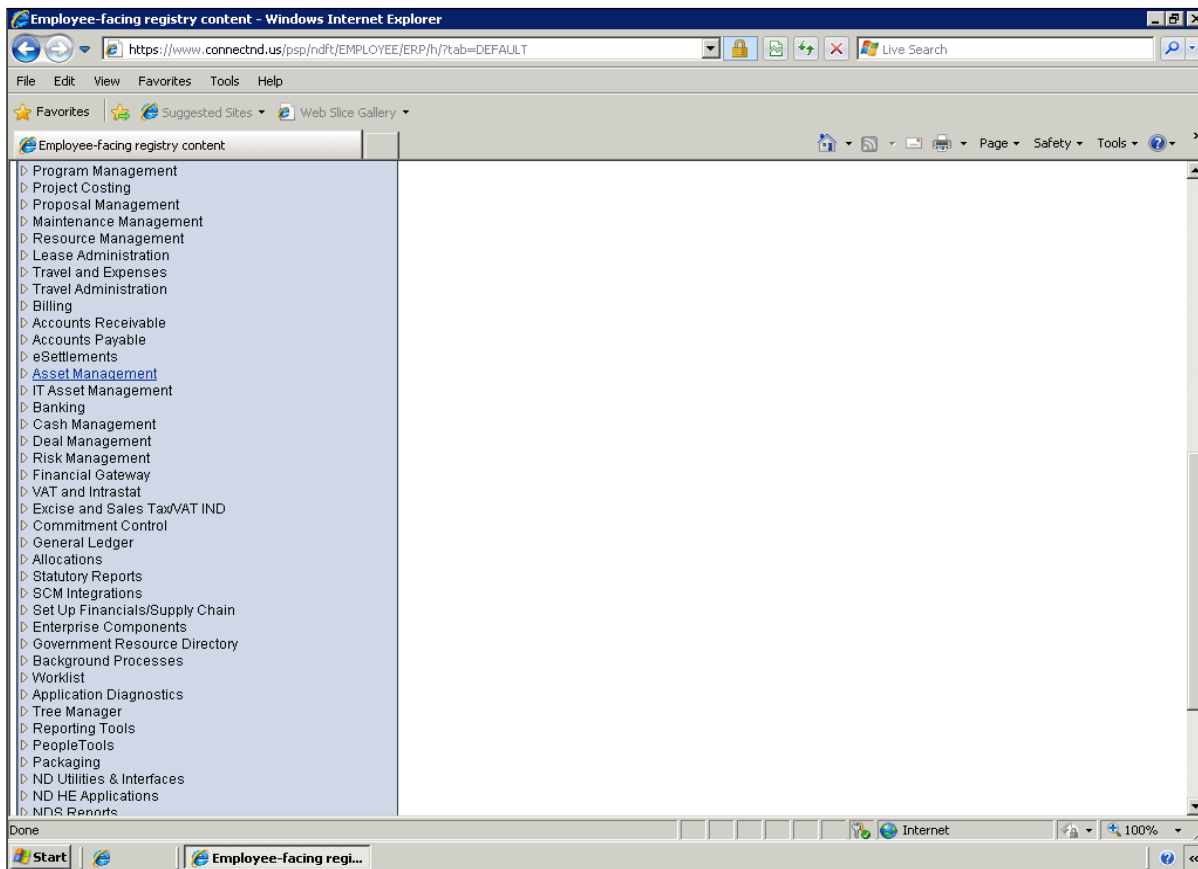 Employee-facing registry content - Windows Internet Explorer
https://www.connectnd.us/psp/ndft/EMPLOYEE/ERP/h/?tab=DEFAULT
Live Search
File Edit View Favorites Tools Help
Favorites Suggested Sites Web Slice Gallery
Employee-facing registry content
Page Safety Tools
Program Management
Project Costing
Proposal Management
Maintenance Management
Resource Management
Lease Administration
Travel and Expenses
Travel Administration
Billing
Accounts Receivable
Accounts Payable
eSettlements
Asset Management
IT Asset Management
Banking
Cash Management
Deal Management
Risk Management
Financial Gateway
VAT and Intrastat
Excise and Sales Tax/VAT IND
Commitment Control
General Ledger
Allocations
Statutory Reports
SCM Integrations
Set Up Financials/Supply Chain
Enterprise Components
Government Resource Directory
Background Processes
Worklist
Application Diagnostics
Tree Manager
Reporting Tools
PeopleTools
Packaging
ND Utilities & Interfaces
ND HE Applications
NDS Reports
Done Internet 100%
Start Employee-facing regi...